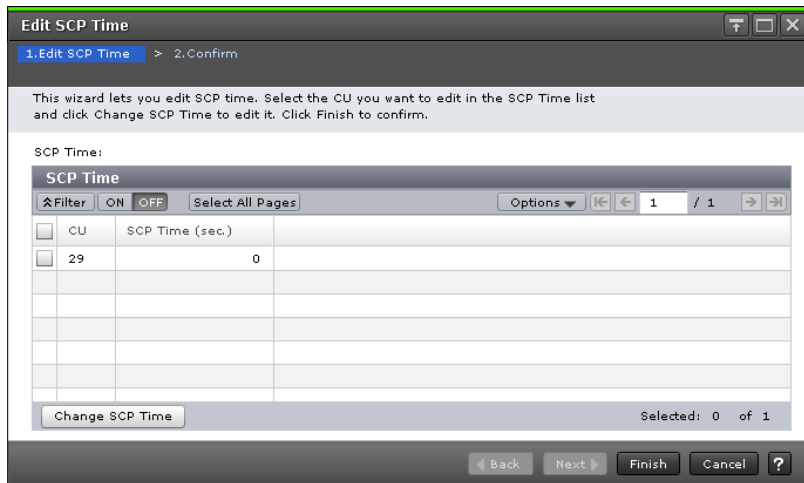 Edit SCP Time
1.Edit SCP Time > 2.Confirm
This wizard lets you edit SCP time. Select the CU you want to edit in the SCP Time list
and click Change SCP Time to edit it. Click Finish to confirm.
SCP Time:
SCP Time
Filter ON OFF Select All Pages Options 1 / 1
CU SCP Time (sec.)
29 0
Change SCP Time Selected: 0 of 1
Back Next Finish Cancel ?